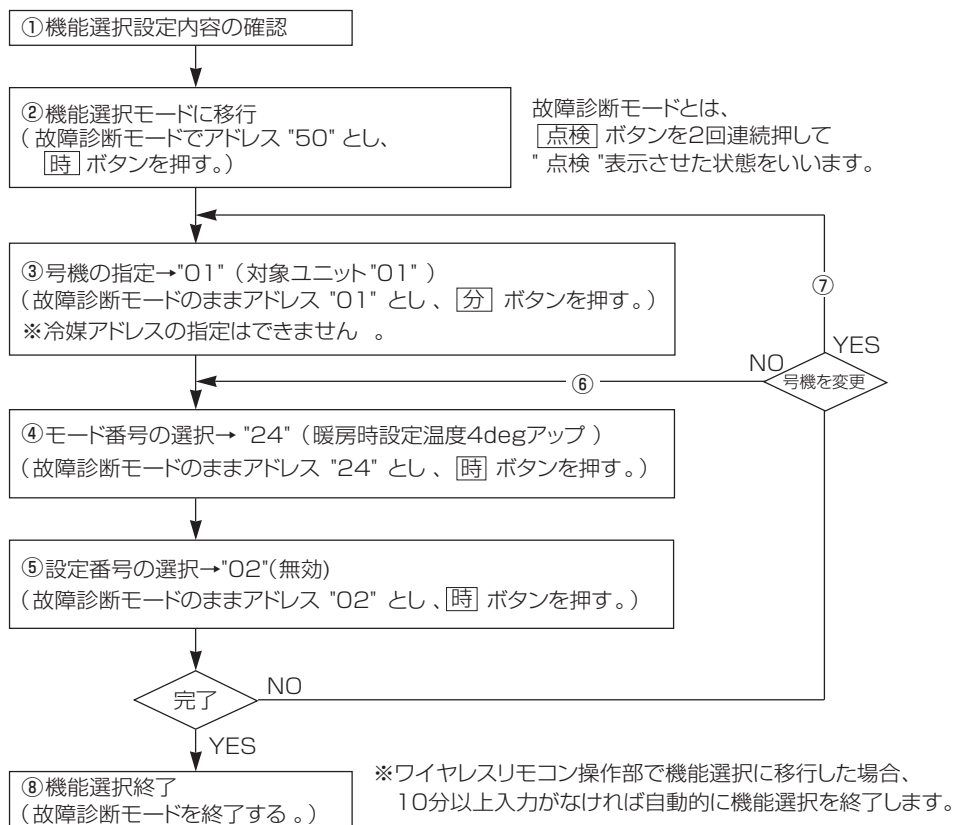 ①機能選択設定内容の確認
②機能選択モードに移行
（故障診断モードでアドレス "50" とし、
時 ボタンを押す。）
故障診断モードとは、
点検 ボタンを2回連続押して
" 点検 "表示させた状態をいいます。
③号機の指定→"01"（対象ユニット"01" ）
（故障診断モードのままアドレス "01" とし 、 分 ボタンを押す。）
※冷媒アドレスの指定はできません 。
⑦
YES
NO
号機を変更
⑥
④モード番号の選択→ "24"（暖房時設定温度4degアップ ）
（故障診断モードのままアドレス "24" とし 、 時 ボタンを押す。）
⑤設定番号の選択→"02"(無効)
（故障診断モードのままアドレス "02" とし 、時 ボタンを押す。）
完了
NO
YES
⑧機能選択終了
（故障診断モードを終了する 。）
※ワイヤレスリモコン操作部で機能選択に移行した場合、
10分以上入力がなければ自動的に機能選択を終了します。